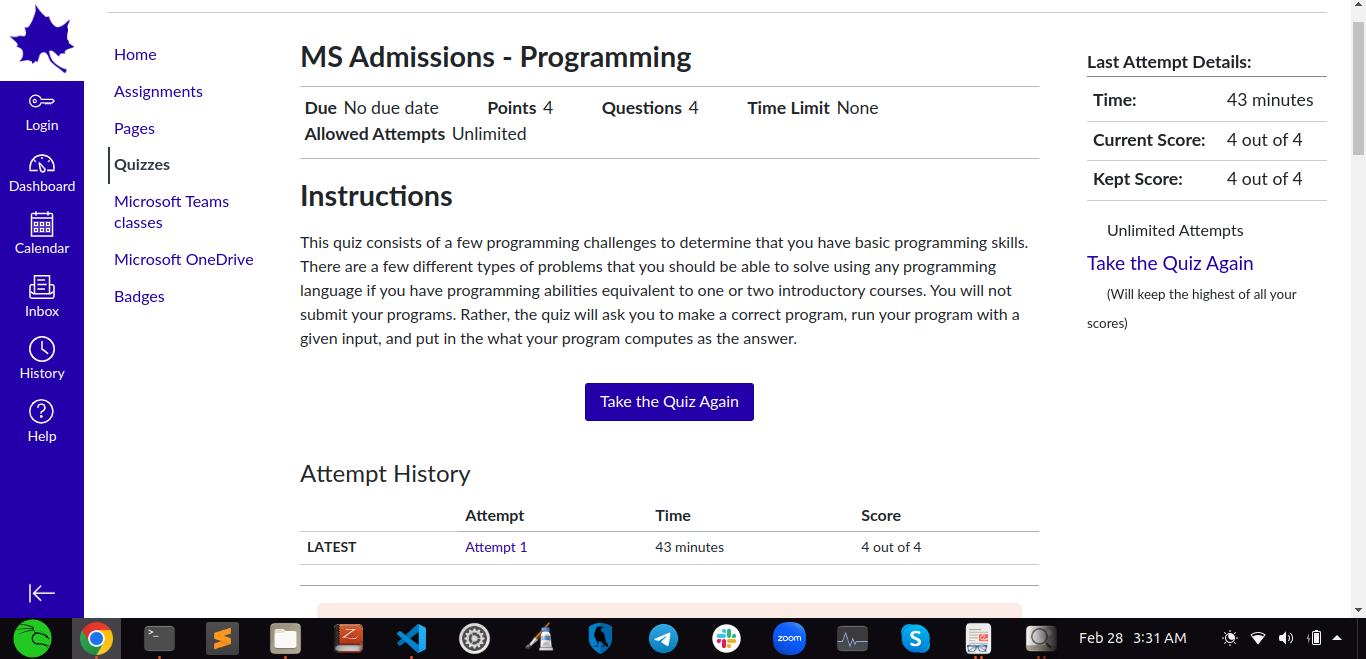 Login
Dashboard
Calendar
Inbox
History
Help
Home
Assignments
Pages
Quizzes
Microsoft Teams
classes
Microsoft OneDrive
Badges
MS Admissions - Programming
Due No due date Points 4 Questions 4 Time Limit None
Allowed Attempts Unlimited
Instructions
This quiz consists of a few programming challenges to determine that you have basic programming skills.
There are a few different types of problems that you should be able to solve using any programming
language if you have programming abilities equivalent to one or two introductory courses. You will not
submit your programs. Rather, the quiz will ask you to make a correct program, run your program with a
given input, and put in the what your program computes as the answer.
Take the Quiz Again
Attempt History
Attempt Time Score
LATEST Attempt 1 43 minutes 4 out of 4
Last Attempt Details:
Time: 43 minutes
Current Score: 4 out of 4
Kept Score: 4 out of 4
Unlimited Attempts
Take the Quiz Again
(Will keep the highest of all your
scores)
zoom
Feb 28 3:31 AM